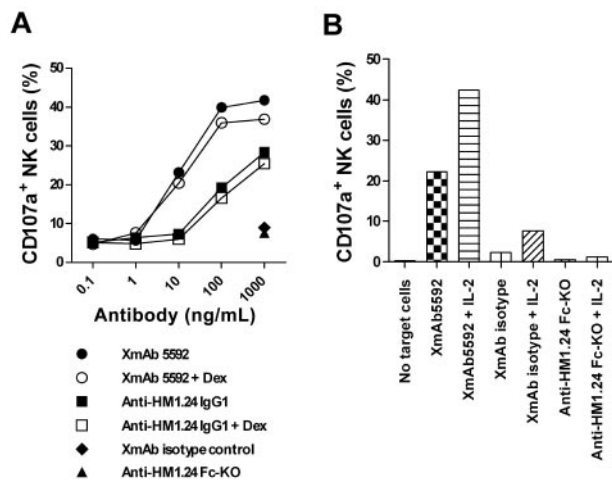 A
CD107a+ NK cells (%)
50
40
30
20
10
0
0.1
1
10
100
1000
Antibody (ng/mL)
XmAb 5592
XmAb 5592 + Dex
Anti-HM1.24 IgG1
Anti-HM1.24 IgG1 + Dex
XmAb isotype control
Anti-HM1.24 Fc-KO
B
CD107a+ NK cells (%)
50
40
30
20
10
0
No target cells
XmAb5592
XmAb5592 + IL-2
XmAb isotype
XmAb isotype + IL-2
Anti-HM1.24 Fc-KO
Anti-HM1.24 Fc-KO + IL-2